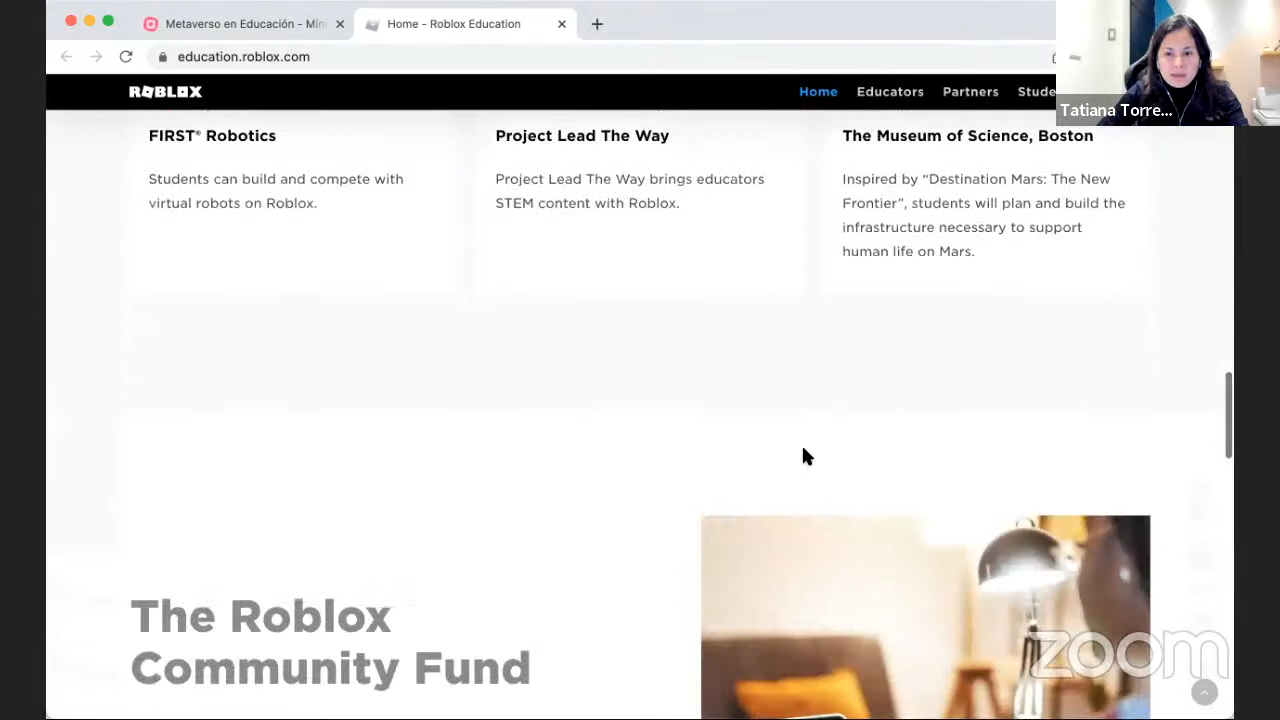 Metaverso en Educación - Min
Home - Roblox Education
education.roblox.com
ROBLOX
Home
Educators
Partners
Stude
Tatiana Torre...
FIRST® Robotics
Students can build and compete with
virtual robots on Roblox.
Project Lead The Way
Project Lead The Way brings educators
STEM content with Roblox.
The Museum of Science, Boston
Inspired by “Destination Mars: The New
Frontier”, students will plan and build the
infrastructure necessary to support
human life on Mars.
The Roblox
Community Fund
zoom